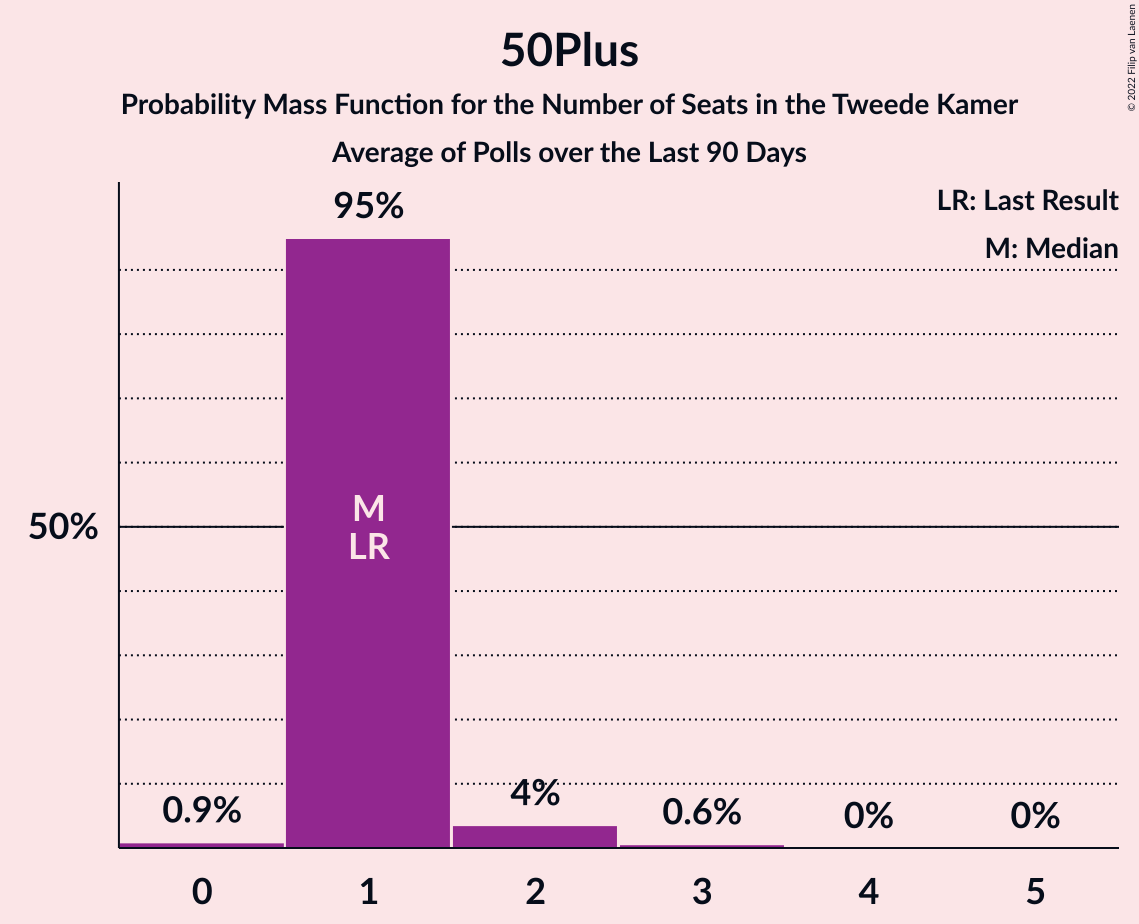 50Plus
Probability Mass Function for the Number of Seats in the Tweede Kamer
Average of Polls over the Last 90 Days
© 2022 Filip van Laenen
LR: Last Result
M: Median
95%
M
LR
50%
0.9%
4%
0.6%
0%
0%
0 1 2 3 4 5